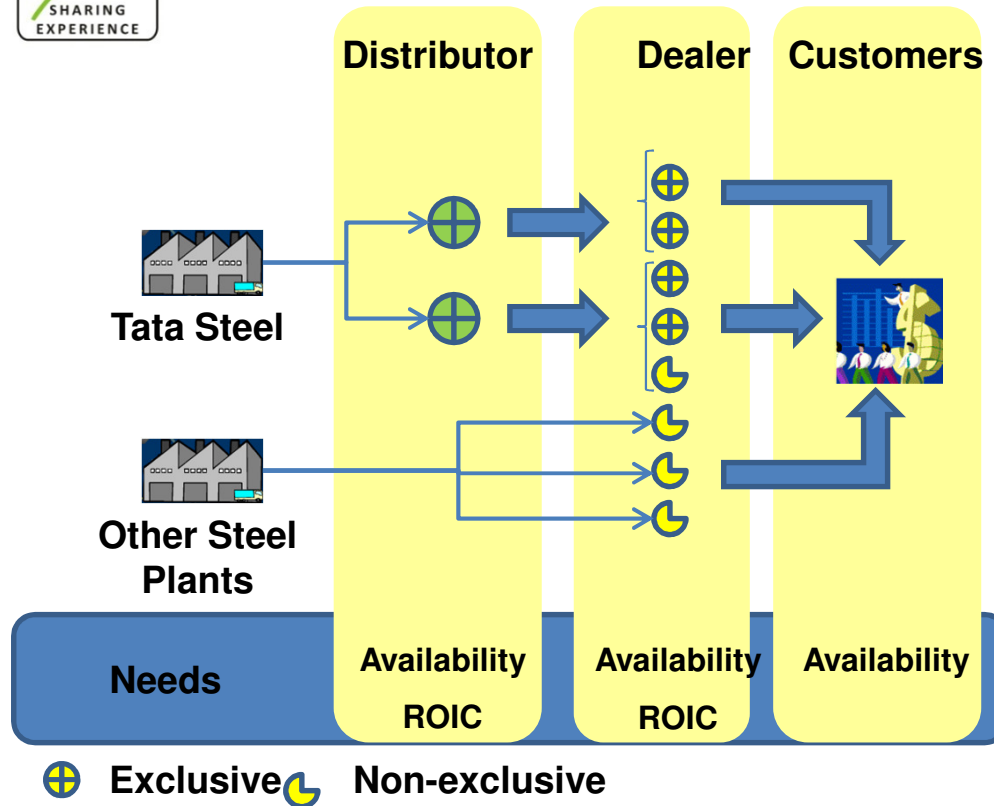 SHARING
EXPERIENCE
Distributor Dealer Customers
Tata Steel
Other Steel
Plants
Needs
Availability Availability Availability
ROIC ROIC
Exclusive Non-exclusive